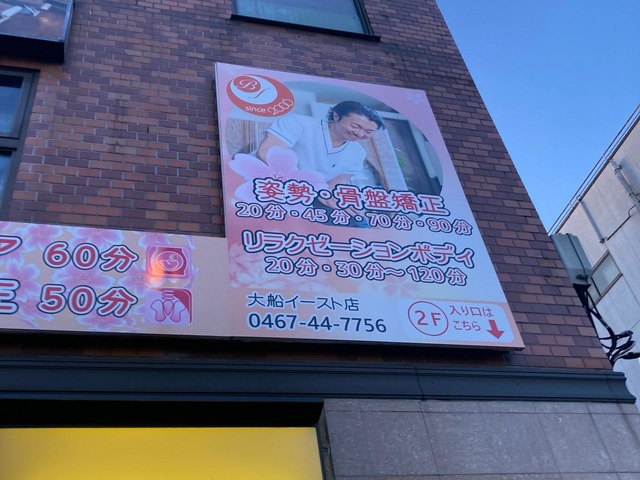 since
姿勢・骨盤矯正
20分・45分・70分・90分
リラクゼーションボディ
20分・30分～120分
大船イースト店
0467-44-7756
2F
入り口は
こちら
ア 60分
正 50分